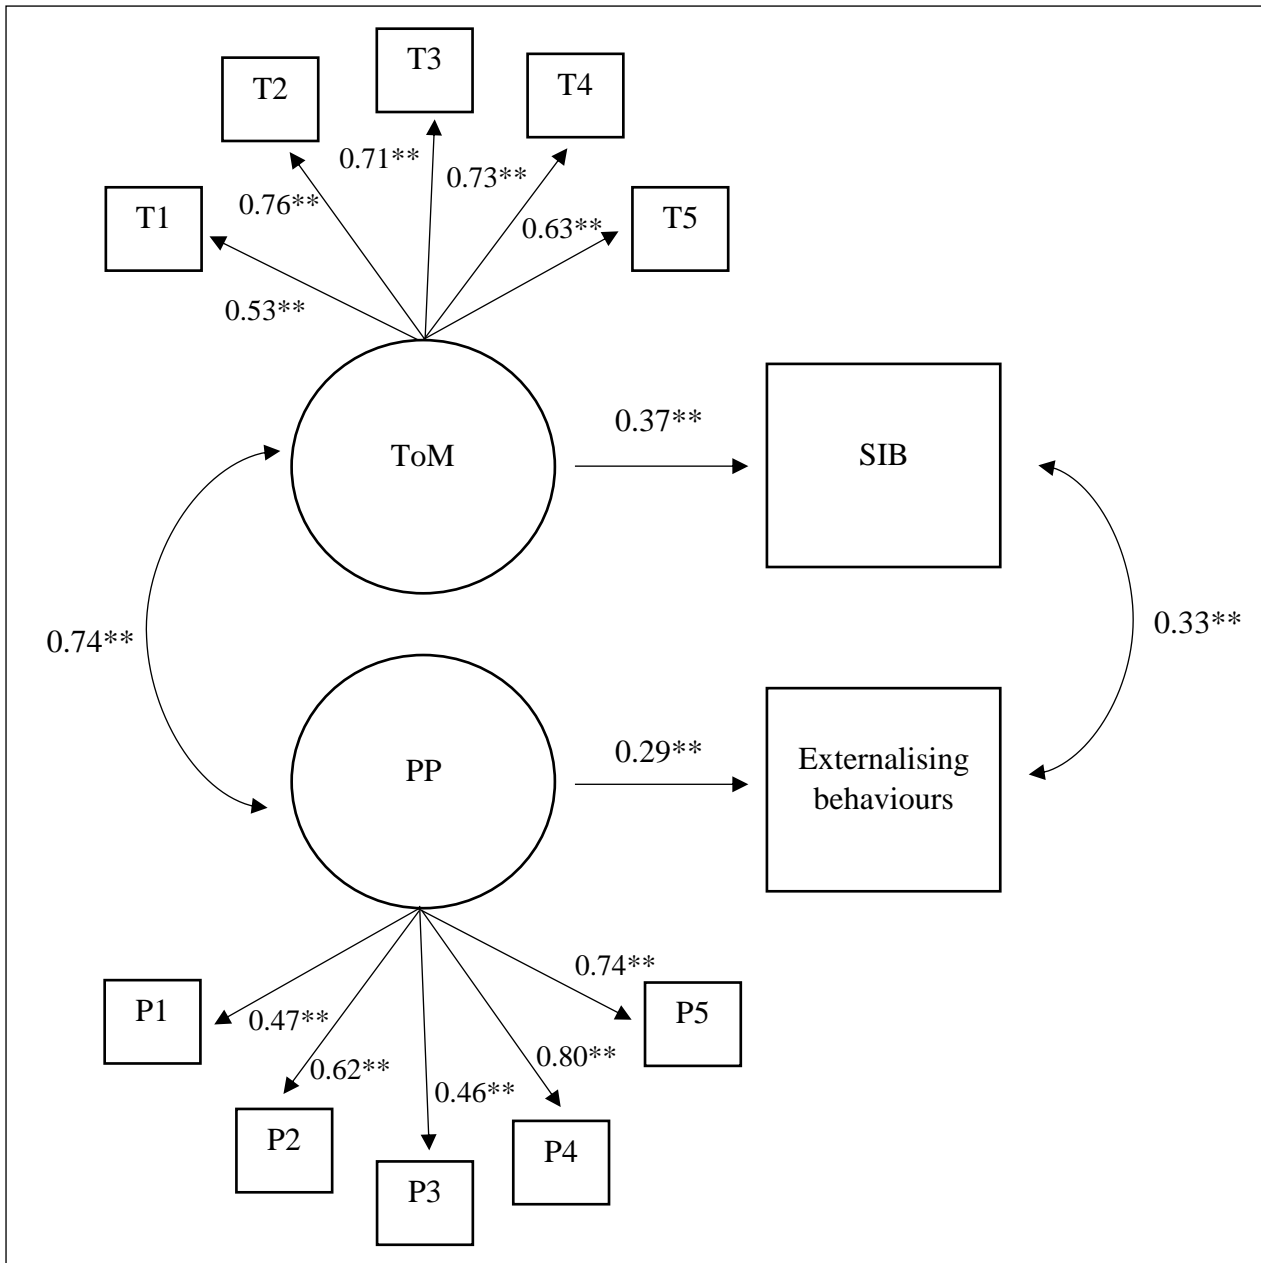 T3
T4
T2
0.71**
0.73**
0.76**
T1
T5
0.63**
0.53**
0.37**
ToM
SIB
0.74**
0.33**
0.29**
PP
Externalising
behaviours
0.74**
P1
P5
0.47**
0.80**
0.62**
0.46**
P2
P4
P3